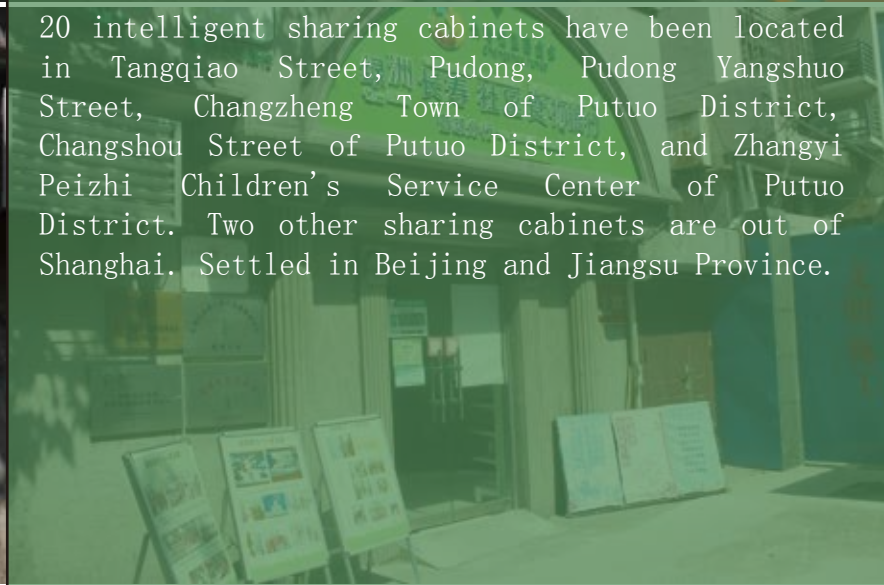 20 intelligent sharing cabinets have been located
in Tangqiao Street, Pudong, Pudong Yangshuo
Street, Changzheng Town of Putuo District,
Changshou Street of Putuo District, and Zhangyi
Peizhi Children's Service Center of Putuo
District. Two other sharing cabinets are out of
Shanghai. Settled in Beijing and Jiangsu Province.